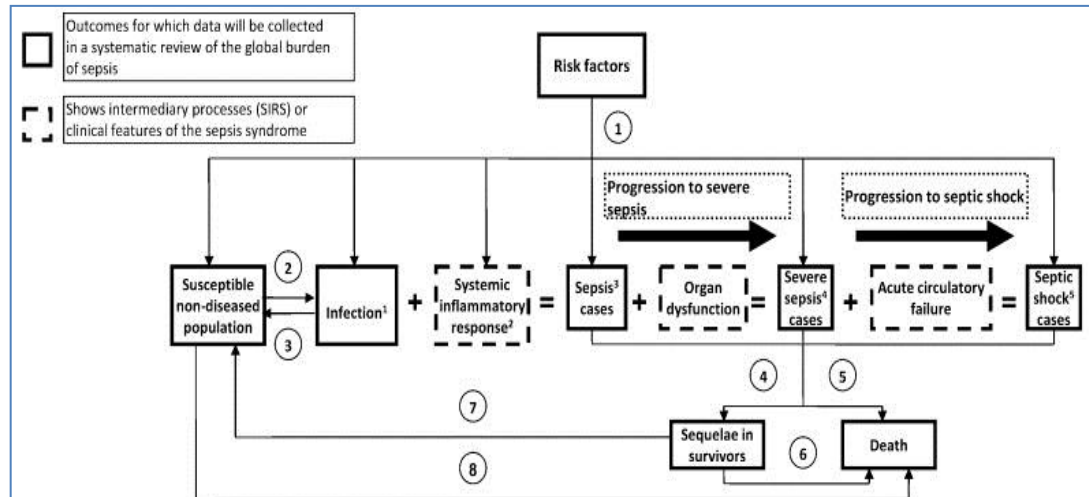 Outcomes for which data will be collected
in a systematic review of the global burden
of sepsis
Shows intermediary processes (SIRS) or
clinical features of the sepsis syndrome
Risk factors
1
Progression to severe
sepsis
Progression to septic shock
Susceptible
non-diseased
population
2
3
Infection¹
+
Systemic
inflammatory
response²
=
Sepsis³
cases
+
Organ
dysfunction
=
Severe
sepsis⁴
cases
+
Acute circulatory
failure
=
Septic
shock⁵
cases
4
5
7
Sequelae in
survivors
6
Death
8